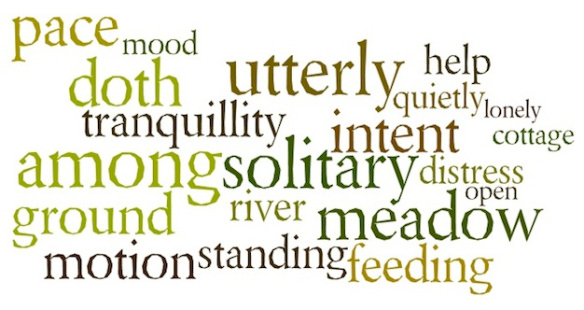 pace mood utterly help
doth quietly lonely
tranquillity intent cottage
among solitary distress
open
ground river meadow
motion standing feeding